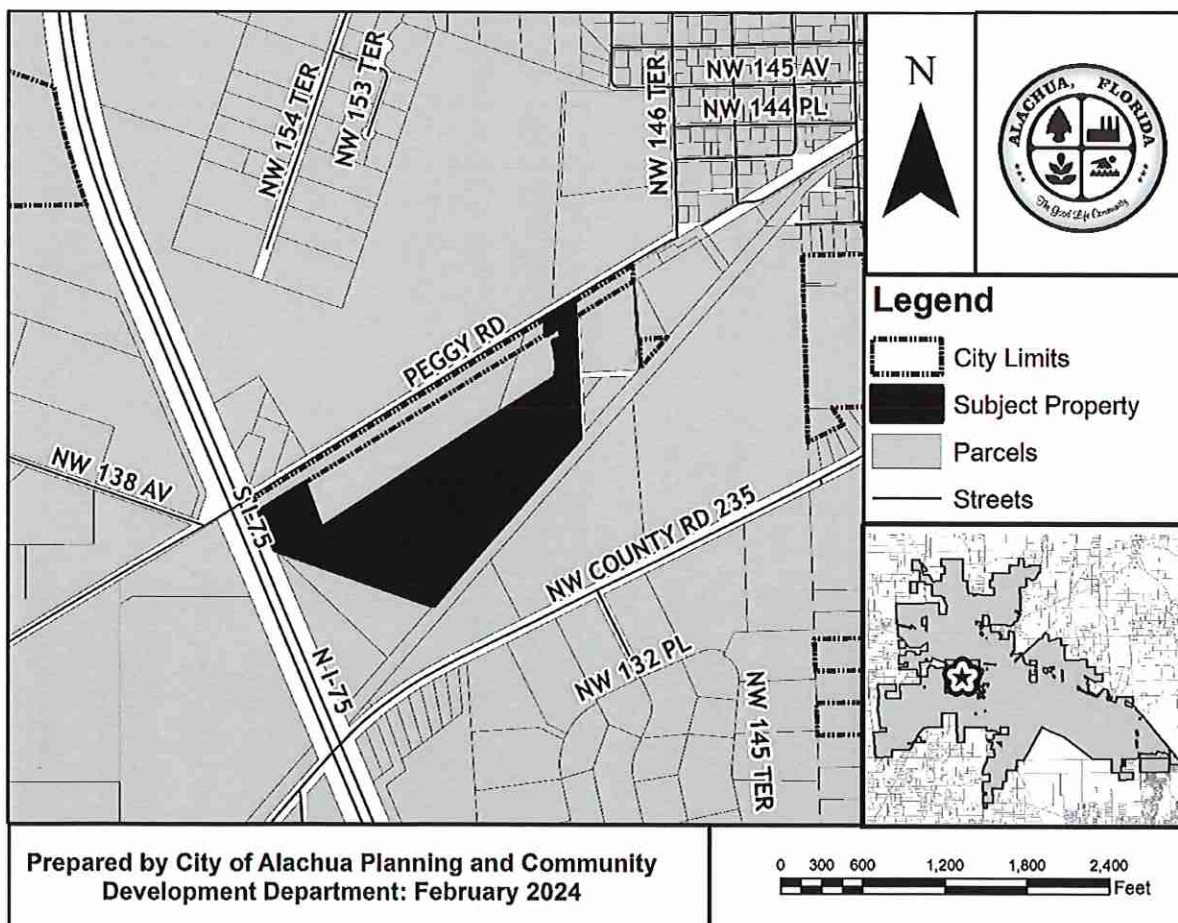 NW 154 TER
NW 153 TER
NW 146 TER
NW 145 AV
NW 144 PL
PEGGY RD
NW 138 AV
S I-75
N I-75
NW COUNTY RD 235
NW 132 PL
NW 145 TER
N
ALACHUA, FLORIDA
The Good Life Community
Legend
City Limits
Subject Property
Parcels
Streets
Prepared by City of Alachua Planning and Community
Development Department: February 2024
0 300 600 1,200 1,800 2,400
Feet